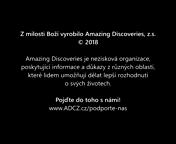 Z milosti Boží vyrobilo Amazing Discoveries, z.s.
© 2018
Amazing Discoveries je nezisková organizace,
poskytující informace a důkazy z různých oblastí,
které lidem umožňují dělat lepší rozhodnutí
o svých životech.
Pojďte do toho s námi!
www.ADCZ.cz/podporte-nas